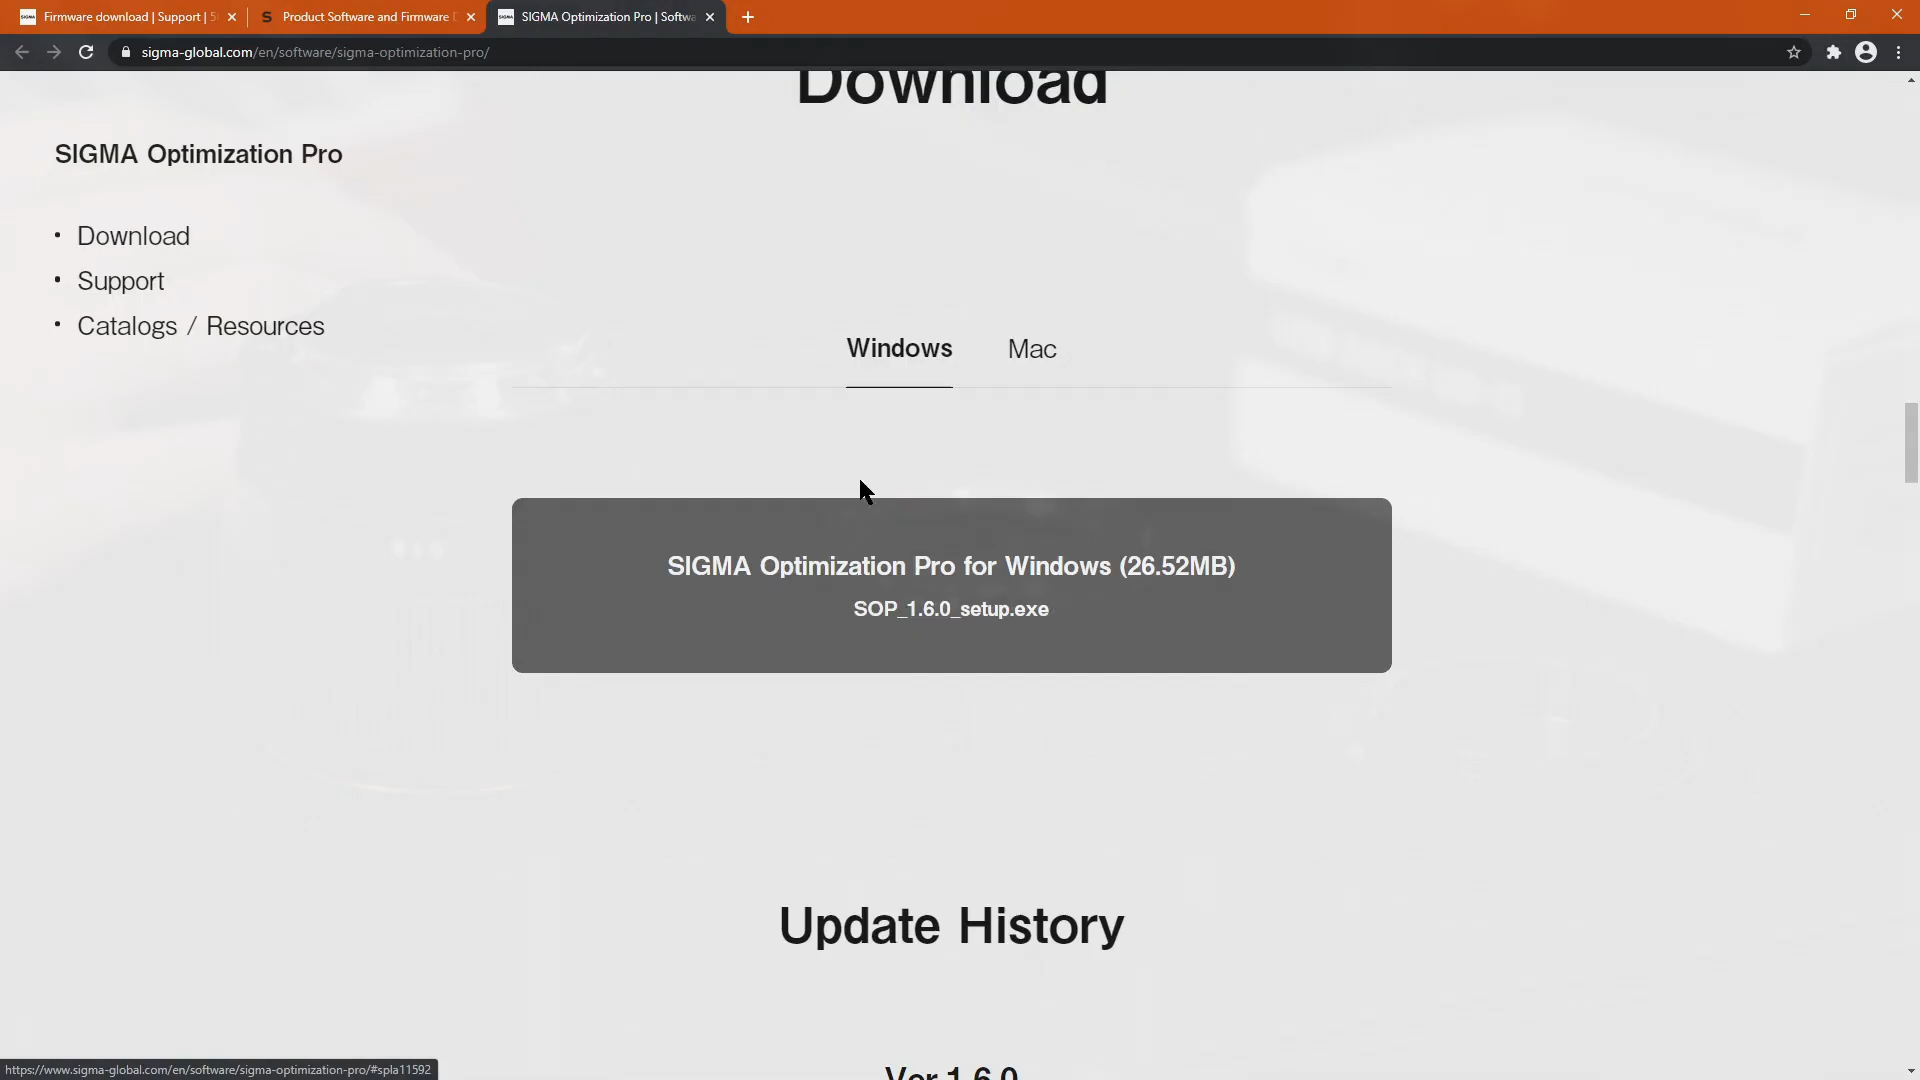 Firmware download | Support |
Product Software and Firmware
SIGMA Optimization Pro | Softwa
sigma-global.com/en/software/sigma-optimization-pro/
Download
SIGMA Optimization Pro
• Download
• Support
• Catalogs / Resources
Windows
Mac
SIGMA Optimization Pro for Windows (26.52MB)
SOP_1.6.0_setup.exe
Update History
Ver.1.6.0
https://www.sigma-global.com/en/software/sigma-optimization-pro/#spla11592